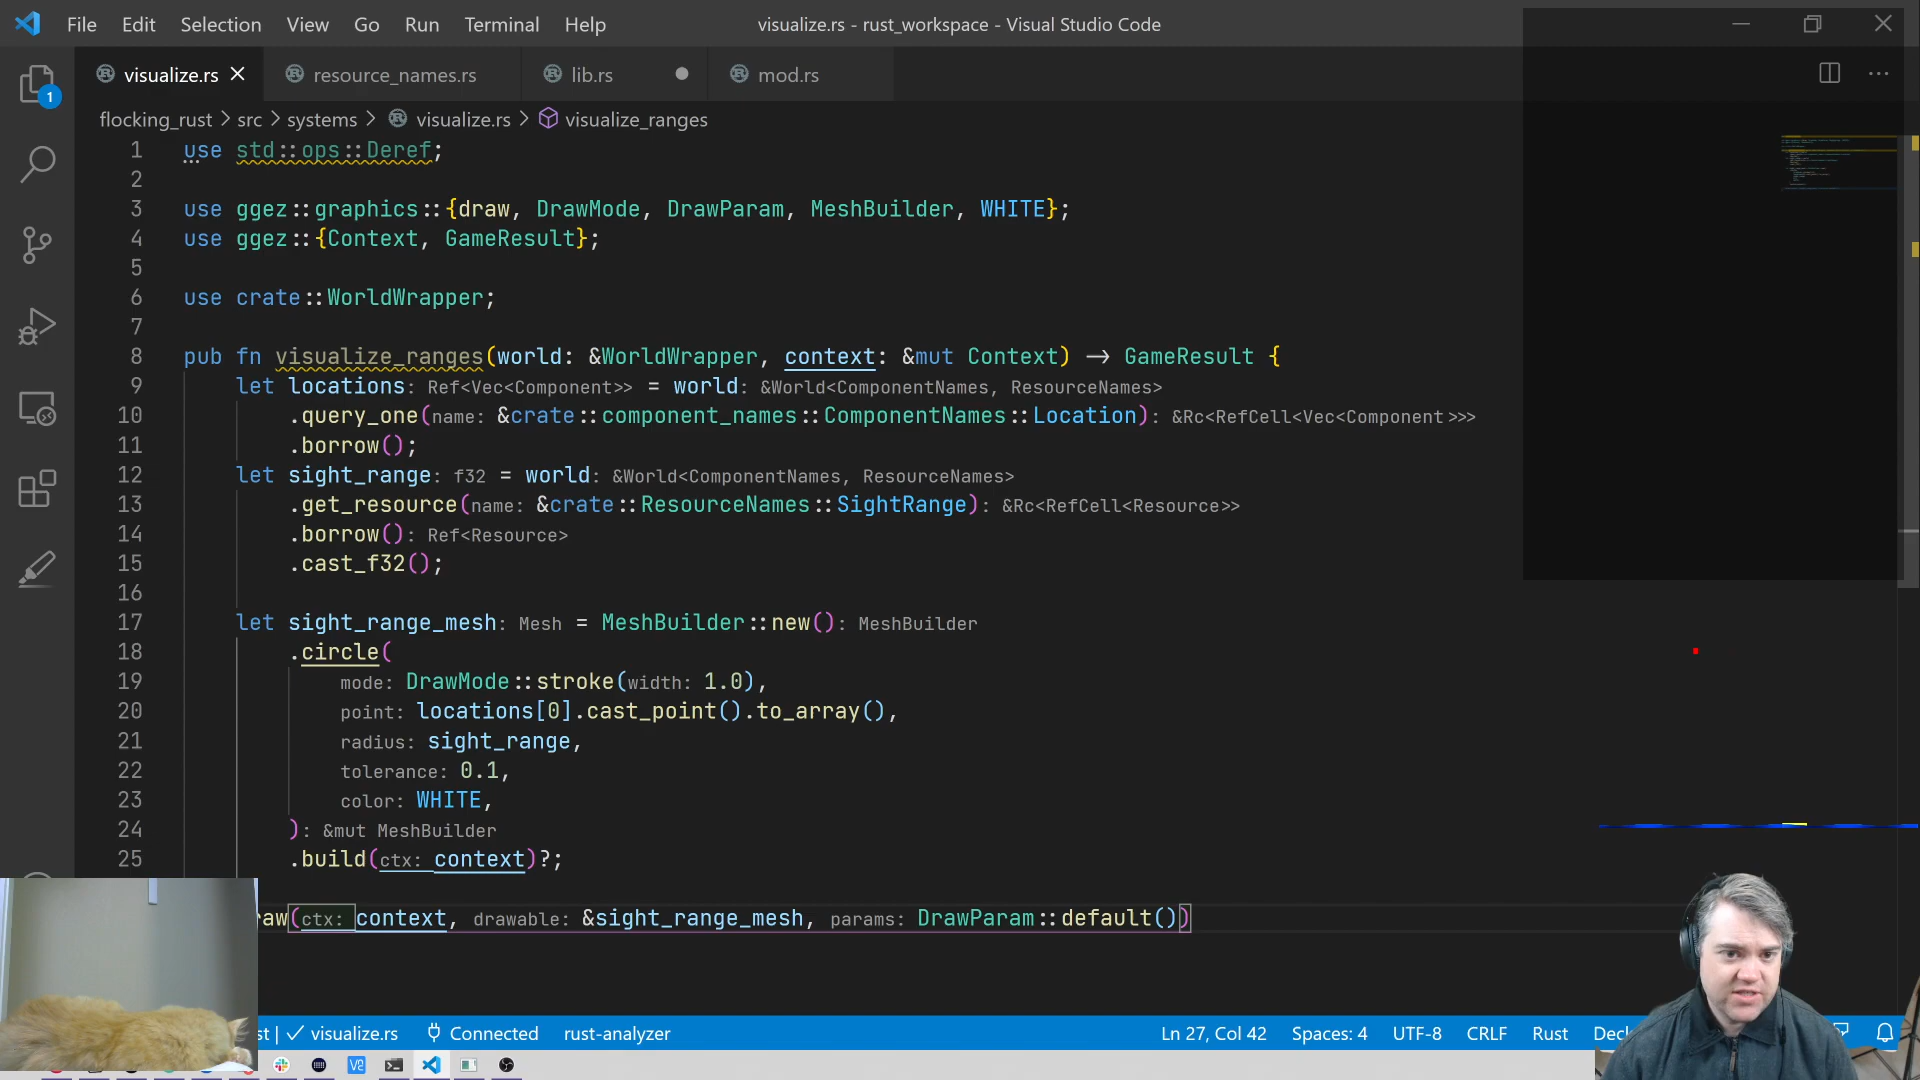 File Edit Selection View Go Run Terminal Help
visualize.rs - rust_workspace - Visual Studio Code
visualize.rs resource_names.rs lib.rs mod.rs
flocking_rust > src > systems > visualize.rs > visualize_ranges
1
1 use std::ops::Deref;
2
3 use ggez::graphics::{draw, DrawMode, DrawParam, MeshBuilder, WHITE};
4 use ggez::{Context, GameResult};
5
6 use crate::WorldWrapper;
7
8 pub fn visualize_ranges(world: &WorldWrapper, context: &mut Context) -> GameResult {
9 let locations: Ref<Vec<Component>> = world: &World<ComponentNames, ResourceNames>
10 .query_one(name: &crate::component_names::ComponentNames::Location): &Rc<RefCell<Vec<Component>>>
11 .borrow();
12 let sight_range: f32 = world: &World<ComponentNames, ResourceNames>
13 .get_resource(name: &crate::ResourceNames::SightRange): &Rc<RefCell<Resource>>
14 .borrow(): Ref<Resource>
15 .cast_f32();
16
17 let sight_range_mesh: Mesh = MeshBuilder::new(): MeshBuilder
18 .circle(
19 mode: DrawMode::stroke(width: 1.0),
20 point: locations[0].cast_point().to_array(),
21 radius: sight_range,
22 tolerance: 0.1,
23 color: WHITE,
24 ): &mut MeshBuilder
25 .build(ctx: context)?;
raw(ctx: context, drawable: &sight_range_mesh, params: DrawParam::default())
st | ✓ visualize.rs Connected rust-analyzer Ln 27, Col 42 Spaces: 4 UTF-8 CRLF Rust